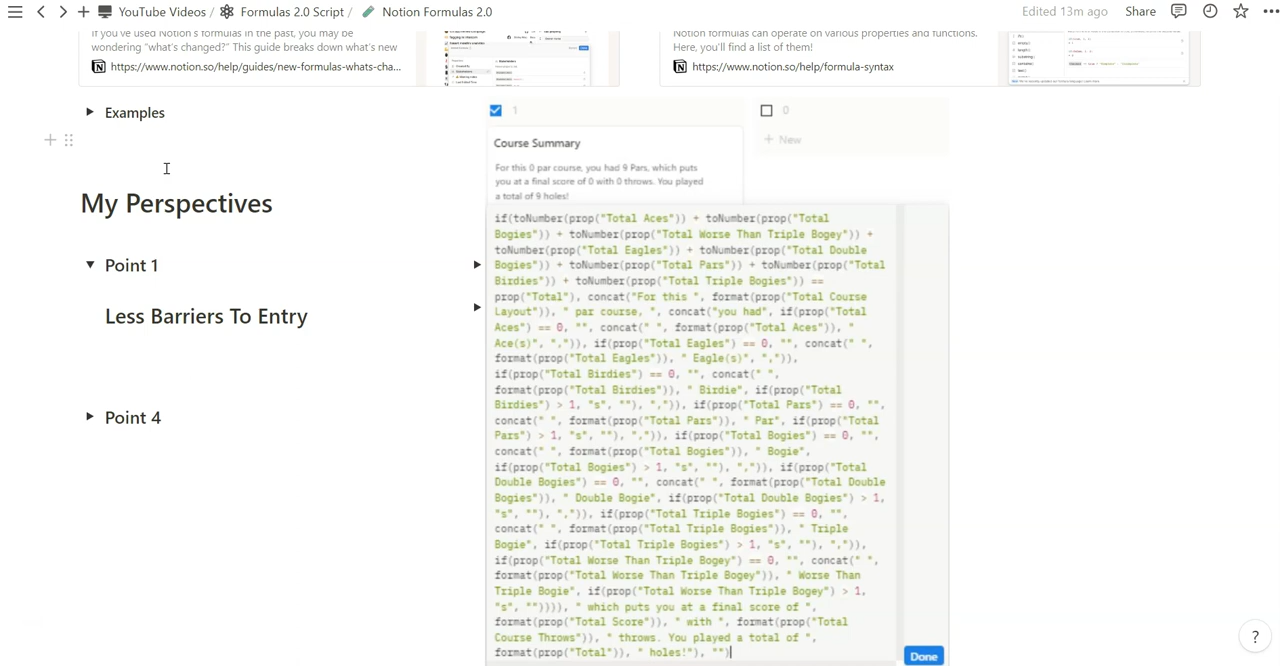 YouTube Videos / Formulas 2.0 Script / Notion Formulas 2.0
Edited 13m ago Share
If you've used Notion's formulas in the past, you may be
wondering "what's changed?" This guide breaks down what's new
https://www.notion.so/help/guides/new-formulas-whats-cha...
Notion formulas can operate on various properties and functions.
Here, you'll find a list of them!
https://www.notion.so/help/formula-syntax
Examples
My Perspectives
Point 1
Less Barriers To Entry
Point 4
1
0
+ New
Course Summary
For this 0 par course, you had 9 Pars, which puts
you at a final score of 0 with 0 throws. You played
a total of 9 holes!
if(toNumber(prop("Total Aces")) + toNumber(prop("Total
Bogies")) + toNumber(prop("Total Worse Than Triple Bogey")) +
toNumber(prop("Total Eagles")) + toNumber(prop("Total Double
Bogies")) + toNumber(prop("Total Pars")) + toNumber(prop("Total
Birdies")) + toNumber(prop("Total Triple Bogies")) ==
prop("Total"), concat("For this ", format(prop("Total Course
Layout")), " par course, ", concat("you had", if(prop("Total
Aces") == 0, "", concat(" ", format(prop("Total Aces")), "
Ace(s)", ",")), if(prop("Total Eagles") == 0, "", concat(" ",
format(prop("Total Eagles")), " Eagle(s)", ",")),
if(prop("Total Birdies") == 0, "", concat(" ",
format(prop("Total Birdies")), " Birdie", if(prop("Total
Birdies") > 1, "s", ""), ",")), if(prop("Total Pars") == 0, "",
concat(" ", format(prop("Total Pars")), " Par", if(prop("Total
Pars") > 1, "s", ""), ",")), if(prop("Total Bogies") == 0, "",
concat(" ", format(prop("Total Bogies")), " Bogie",
if(prop("Total Bogies") > 1, "s", ""), ",")), if(prop("Total
Double Bogies") == 0, "", concat(" ", format(prop("Total Double
Bogies")), " Double Bogie", if(prop("Total Double Bogies") > 1,
"s", ""), ",")), if(prop("Total Triple Bogies") == 0, "",
concat(" ", format(prop("Total Triple Bogies")), " Triple
Bogie", if(prop("Total Triple Bogies") > 1, "s", ""), ",")),
if(prop("Total Worse Than Triple Bogey") == 0, "", concat(" ",
format(prop("Total Worse Than Triple Bogey")), " Worse Than
Triple Bogie", if(prop("Total Worse Than Triple Bogey") > 1,
"s", "")))), " which puts you at a final score of ",
format(prop("Total Score")), " with ", format(prop("Total
Course Throws")), " throws. You played a total of ",
format(prop("Total")), " holes!"), "")
Done
?